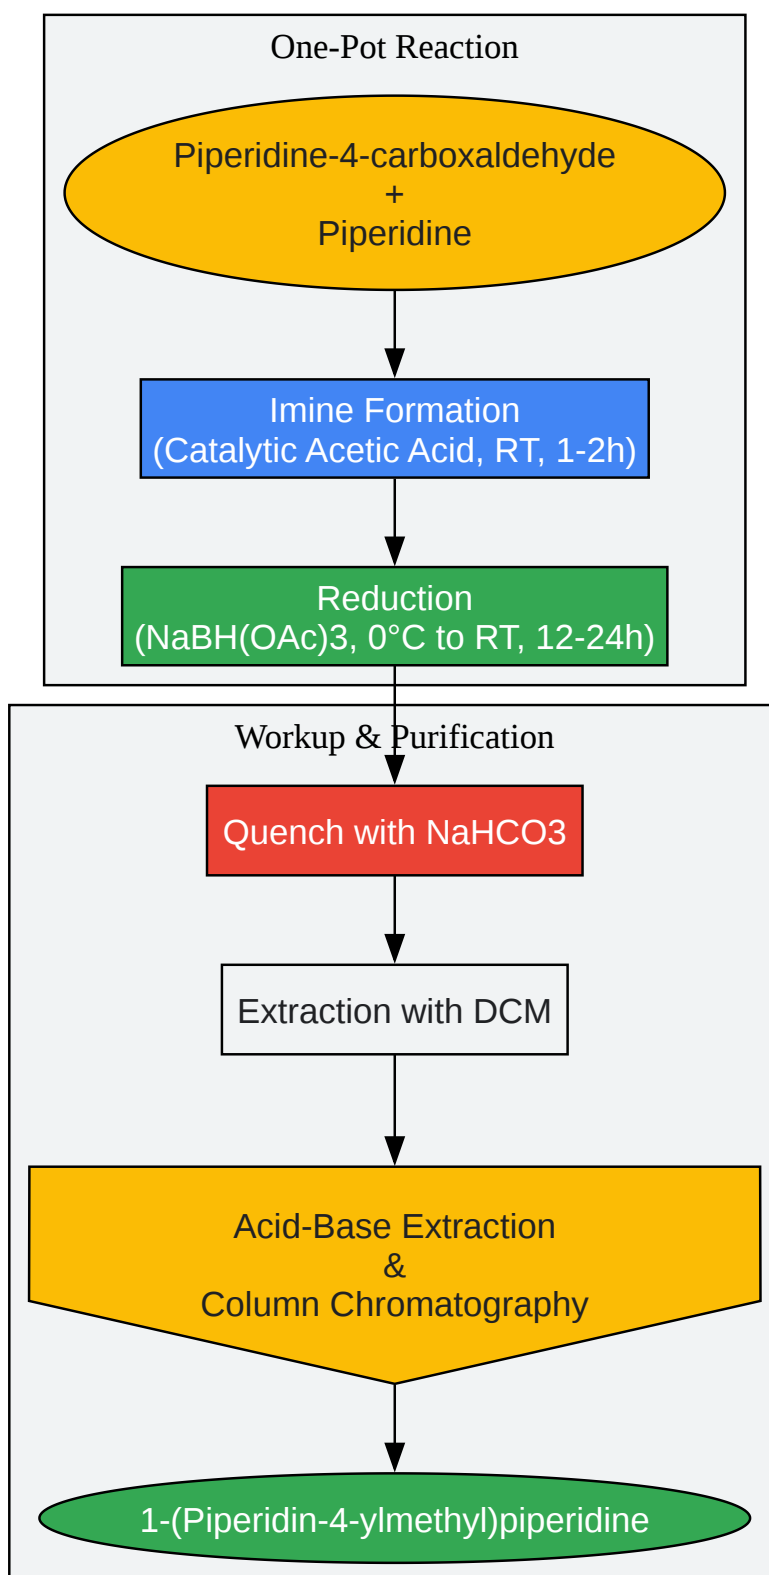 One-Pot Reaction
Piperidine-4-carboxaldehyde
+
Piperidine
Imine Formation
(Catalytic Acetic Acid, RT, 1-2h)
Reduction
(NaBH(OAc)3, 0°C to RT, 12-24h)
Workup & Purification
Quench with NaHCO3
Extraction with DCM
Acid-Base Extraction
&
Column Chromatography
1-(Piperidin-4-ylmethyl)piperidine